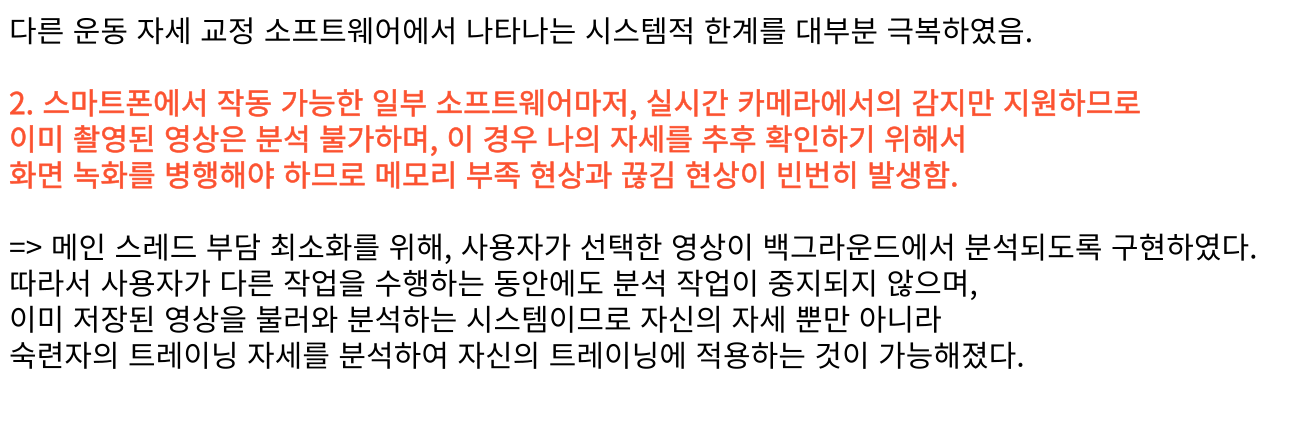 다른 운동 자세 교정 소프트웨어에서 나타나는 시스템적 한계를 대부분 극복하였음.
2. 스마트폰에서 작동 가능한 일부 소프트웨어마저, 실시간 카메라에서의 감지만 지원하므로
이미 촬영된 영상은 분석 불가하며, 이 경우 나의 자세를 추후 확인하기 위해서
화면 녹화를 병행해야 하므로 메모리 부족 현상과 끊김 현상이 빈번히 발생함.
=> 메인 스레드 부담 최소화를 위해, 사용자가 선택한 영상이 백그라운드에서 분석되도록 구현하였다.
따라서 사용자가 다른 작업을 수행하는 동안에도 분석 작업이 중지되지 않으며,
이미 저장된 영상을 불러와 분석하는 시스템이므로 자신의 자세 뿐만 아니라
숙련자의 트레이닝 자세를 분석하여 자신의 트레이닝에 적용하는 것이 가능해졌다.